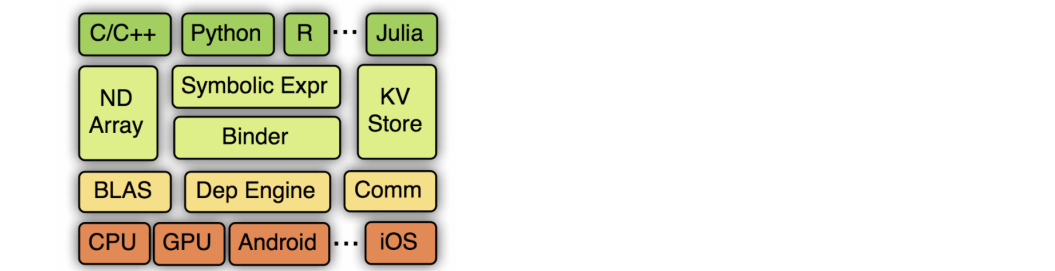 C/C++ Python R ... Julia
ND Array
Symbolic Expr
Binder
KV Store
BLAS Dep Engine Comm
CPU GPU Android ... iOS